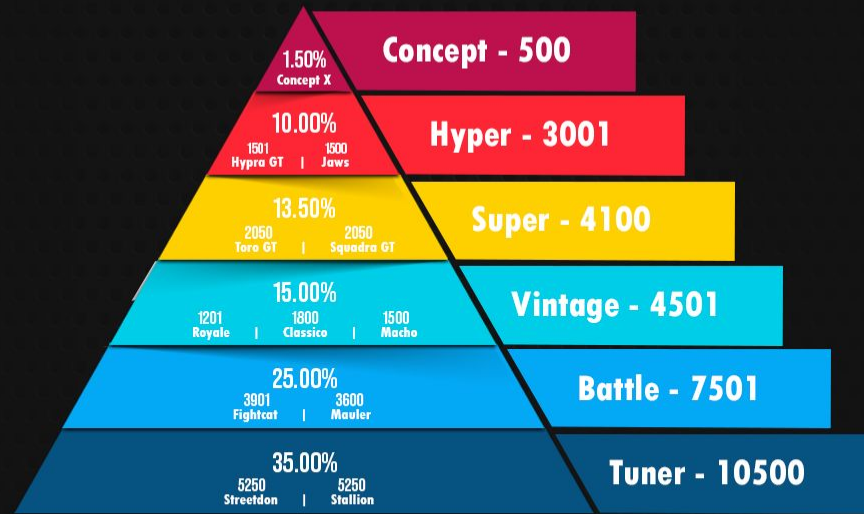 1.50%
Concept X
Concept - 500
10.00%
1501 1500
Hypra GT | Jaws
Hyper - 3001
13.50%
2050 2050
Toro GT | Squadra GT
Super - 4100
15.00%
1201 1800 1500
Royale | Classico | Macho
Vintage - 4501
25.00%
3901 3600
Fightcat | Mauler
Battle - 7501
35.00%
5250 5250
Streetdon | Stallion
Tuner - 10500